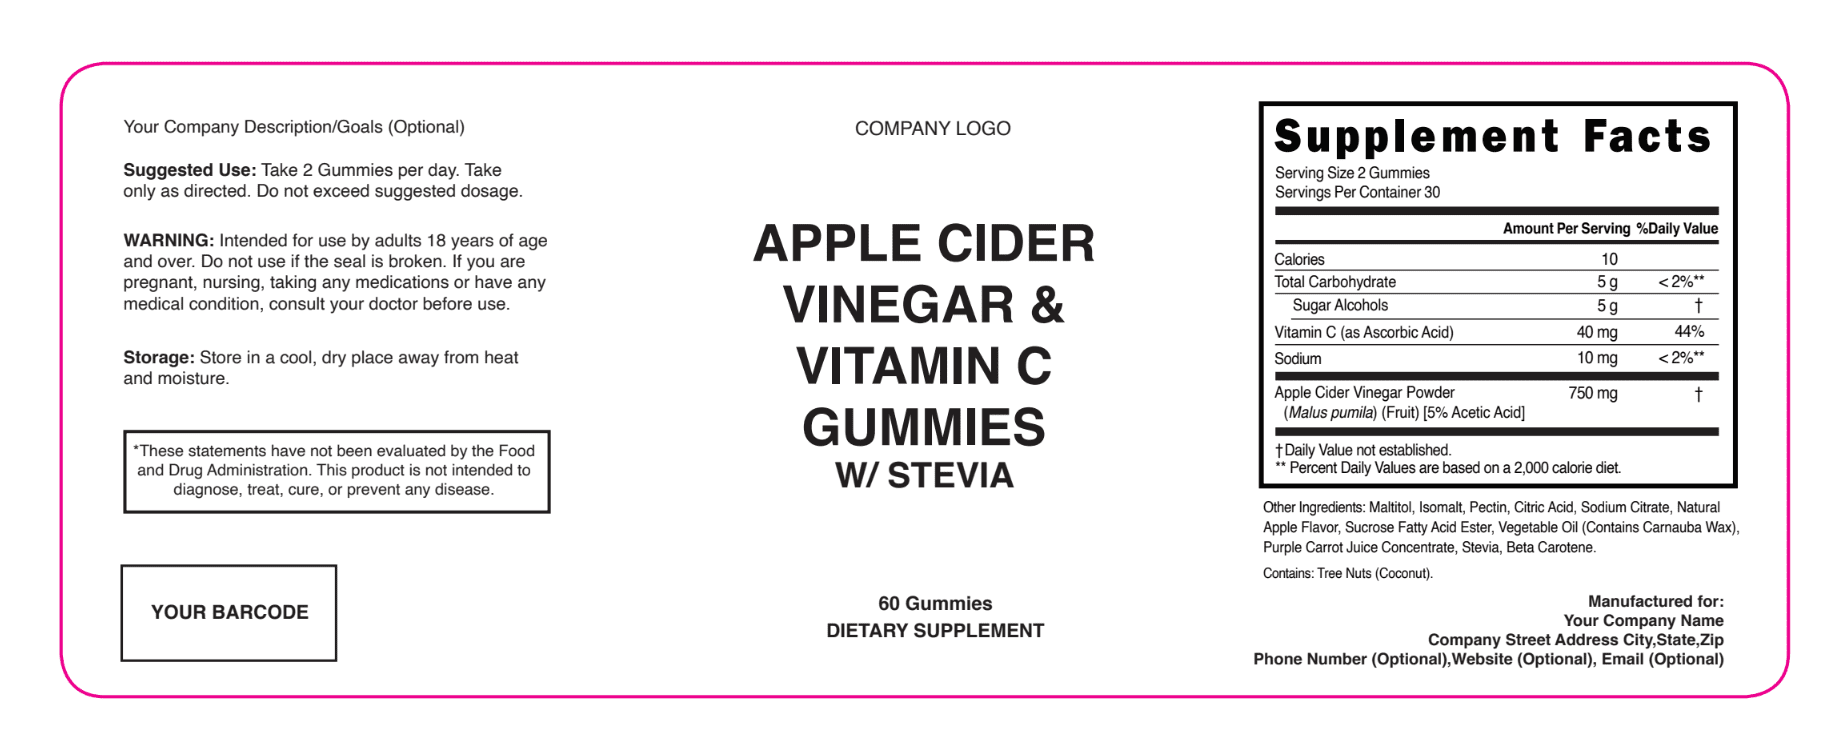 Your Company Description/Goals (Optional)
Suggested Use: Take 2 Gummies per day. Take
only as directed. Do not exceed suggested dosage.
WARNING: Intended for use by adults 18 years of age
and over. Do not use if the seal is broken. If you are
pregnant, nursing, taking any medications or have any
medical condition, consult your doctor before use.
Storage: Store in a cool, dry place away from heat
and moisture.
*These statements have not been evaluated by the Food
and Drug Administration. This product is not intended to
diagnose, treat, cure, or prevent any disease.
YOUR BARCODE
COMPANY LOGO
APPLE CIDER
VINEGAR &
VITAMIN C
GUMMIES
W/ STEVIA
60 Gummies
DIETARY SUPPLEMENT
Supplement Facts
Serving Size 2 Gummies
Servings Per Container 30
Amount Per Serving %Daily Value
Calories 10
Total Carbohydrate 5 g < 2%**
Sugar Alcohols 5 g †
Vitamin C (as Ascorbic Acid) 40 mg 44%
Sodium 10 mg < 2%**
Apple Cider Vinegar Powder 750 mg †
(Malus pumila) (Fruit) [5% Acetic Acid]
† Daily Value not established.
** Percent Daily Values are based on a 2,000 calorie diet.
Other Ingredients: Maltitol, Isomalt, Pectin, Citric Acid, Sodium Citrate, Natural
Apple Flavor, Sucrose Fatty Acid Ester, Vegetable Oil (Contains Carnauba Wax),
Purple Carrot Juice Concentrate, Stevia, Beta Carotene.
Contains: Tree Nuts (Coconut).
Manufactured for:
Your Company Name
Company Street Address City,State,Zip
Phone Number (Optional),Website (Optional), Email (Optional)